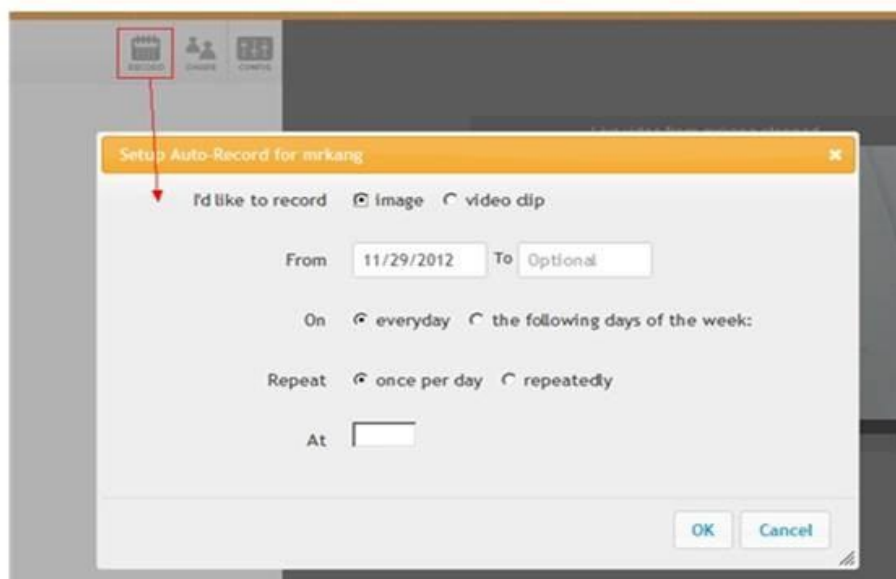 RECORD CONFIG
Setup Auto-Record for mrkang
I'd like to record image video clip
From 11/29/2012 To Optional
On everyday the following days of the week:
Repeat once per day repeatedly
At
OK Cancel